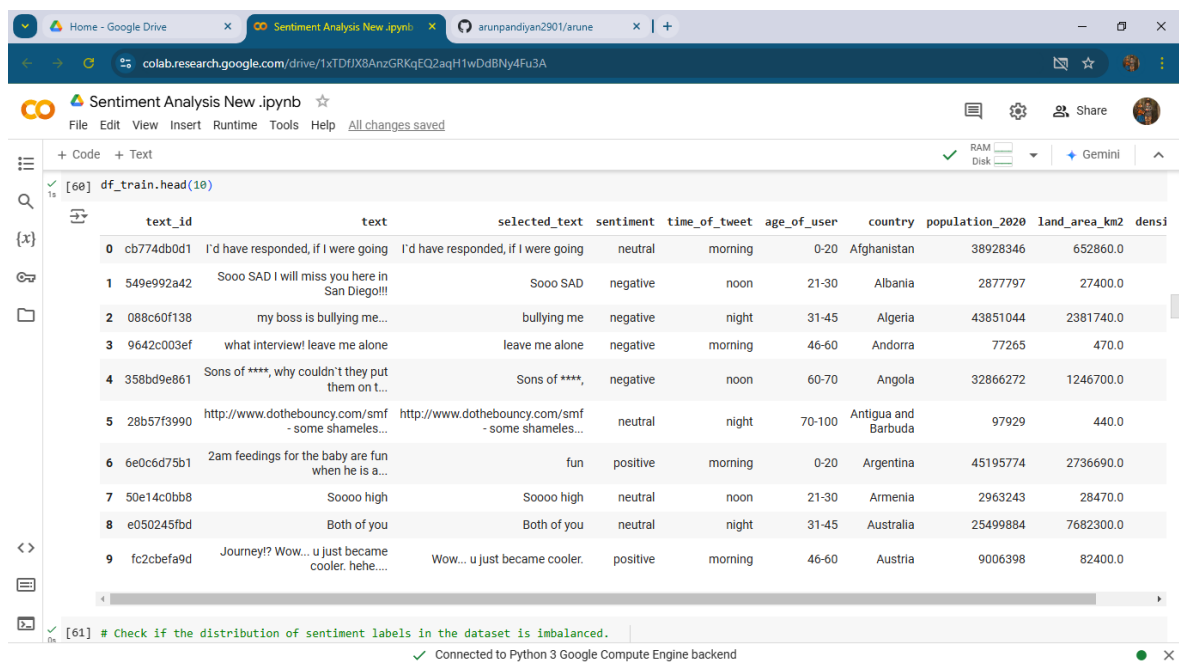 Home - Google Drive
Sentiment Analysis New .ipynb
arunpandiyan2901/arune
colab.research.google.com/drive/1xTDfJX8AnzGRKqEQ2aqH1wDdBNy4Fu3A
CO
Sentiment Analysis New .ipynb
File Edit View Insert Runtime Tools Help All changes saved
Share
+ Code + Text
RAM
Disk
Gemini
{x}
1s
[60] df_train.head(10)
text_id text selected_text sentiment time_of_tweet age_of_user country population_2020 land_area_km2 densi
0 cb774db0d1 I`d have responded, if I were going I`d have responded, if I were going neutral morning 0-20 Afghanistan 38928346 652860.0
1 549e992a42 Sooo SAD I will miss you here in San Diego!!! Sooo SAD negative noon 21-30 Albania 2877797 27400.0
2 088c60f138 my boss is bullying me... bullying me negative night 31-45 Algeria 43851044 2381740.0
3 9642c003ef what interview! leave me alone leave me alone negative morning 46-60 Andorra 77265 470.0
4 358bd9e861 Sons of ****, why couldn`t they put them on t... Sons of ****, negative noon 60-70 Angola 32866272 1246700.0
5 28b57f3990 http://www.dothebouncy.com/smf - some shameles... http://www.dothebouncy.com/smf - some shameles... neutral night 70-100 Antigua and Barbuda 97929 440.0
6 6e0c6d75b1 2am feedings for the baby are fun when he is a... fun positive morning 0-20 Argentina 45195774 2736690.0
7 50e14c0bb8 Soooo high Soooo high neutral noon 21-30 Armenia 2963243 28470.0
8 e050245fbd Both of you Both of you neutral night 31-45 Australia 25499884 7682300.0
9 fc2cbefa9d Journey!? Wow... u just became cooler. hehe.... Wow... u just became cooler. positive morning 46-60 Austria 9006398 82400.0
0s
[61] # Check if the distribution of sentiment labels in the dataset is imbalanced.
Connected to Python 3 Google Compute Engine backend